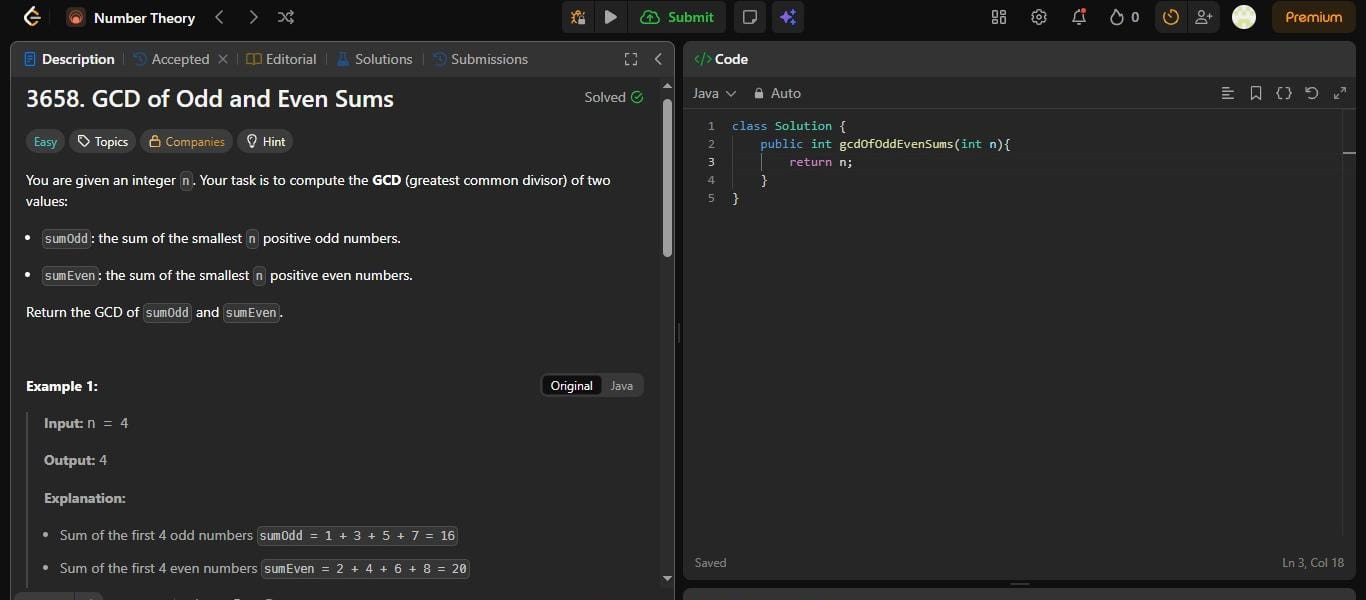 Number Theory
Submit
0
Premium
Description
Accepted
Editorial
Solutions
Submissions
3658. GCD of Odd and Even Sums
Solved
Easy
Topics
Companies
Hint
You are given an integer n. Your task is to compute the GCD (greatest common divisor) of two
values:
• sumOdd: the sum of the smallest n positive odd numbers.
• sumEven: the sum of the smallest n positive even numbers.
Return the GCD of sumOdd and sumEven.
Example 1:
Original Java
Input: n = 4
Output: 4
Explanation:
• Sum of the first 4 odd numbers sumOdd = 1 + 3 + 5 + 7 = 16
• Sum of the first 4 even numbers sumEven = 2 + 4 + 6 + 8 = 20
</> Code
Java Auto
1 class Solution {
2 public int gcdOfOddEvenSums(int n){
3 return n;
4 }
5 }
Saved
Ln 3, Col 18